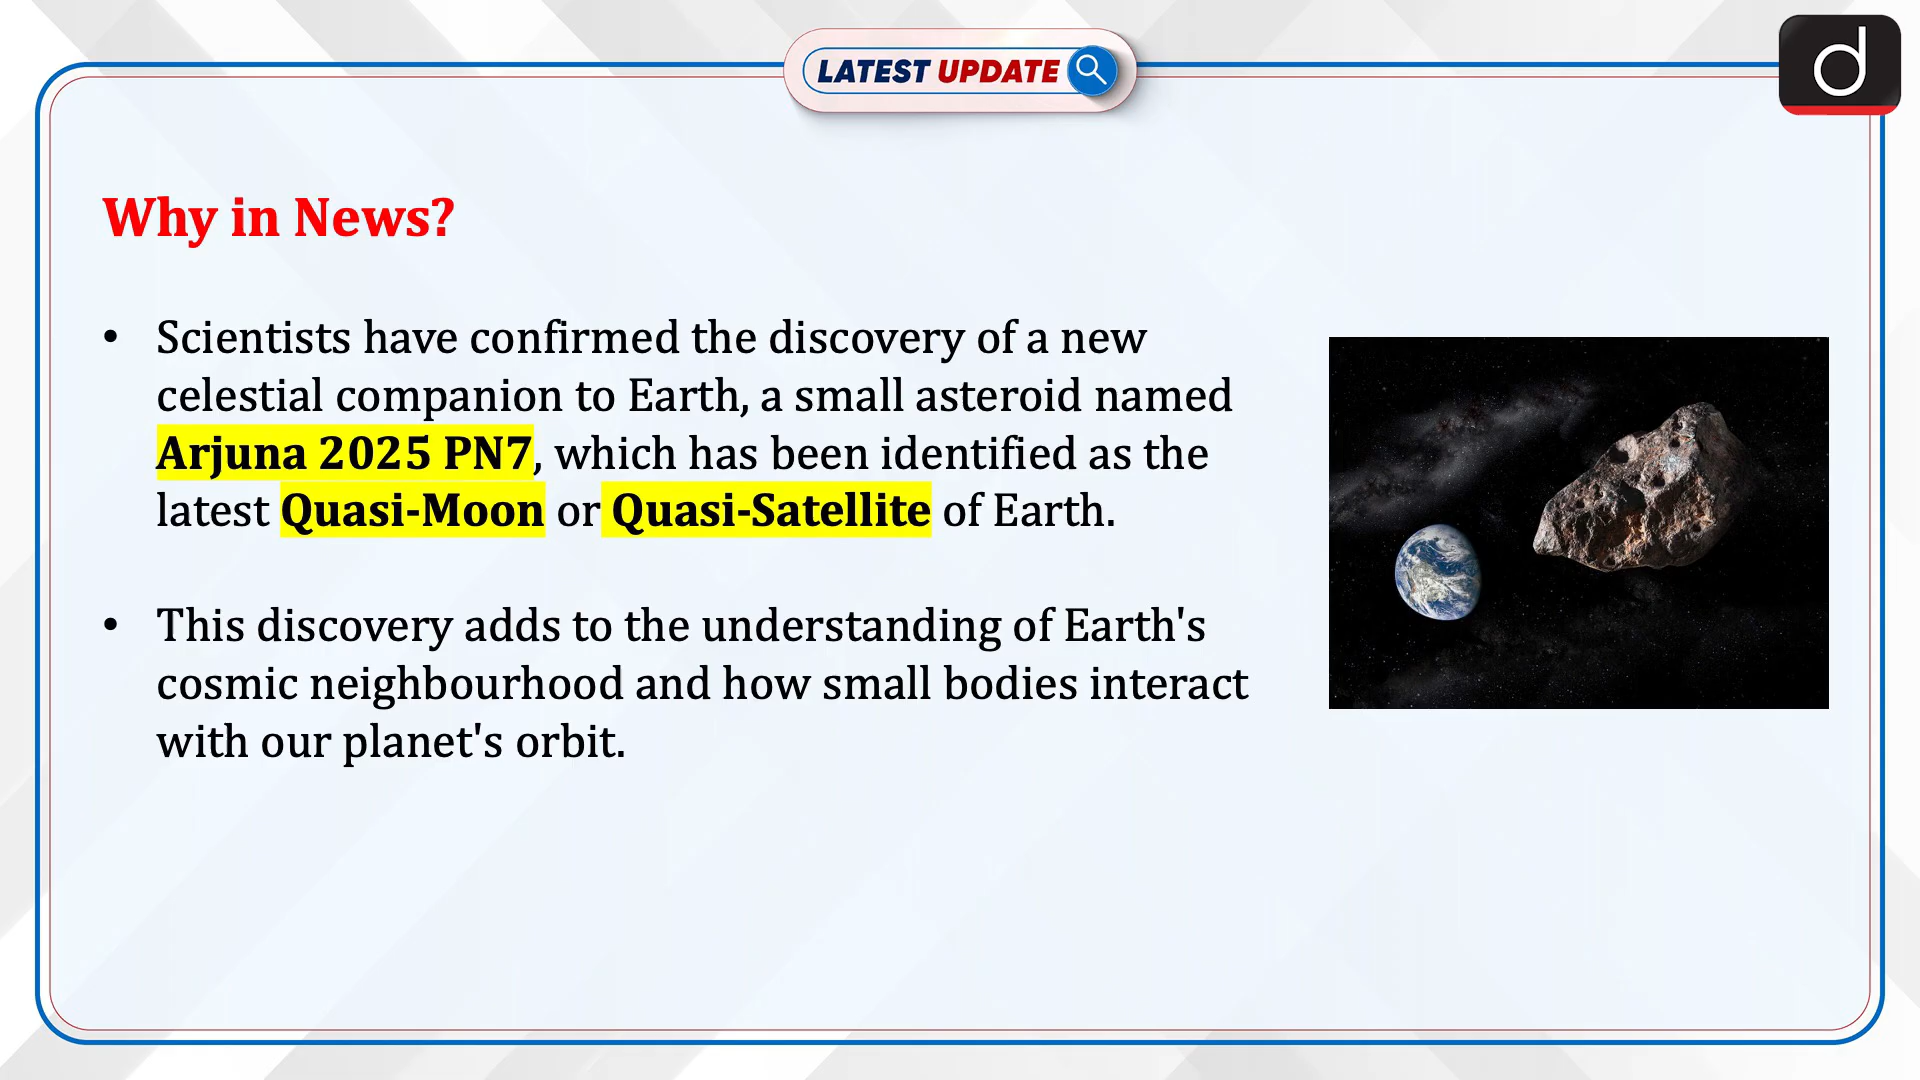 LATEST UPDATE
d
Why in News?
• Scientists have confirmed the discovery of a new
celestial companion to Earth, a small asteroid named
Arjuna 2025 PN7, which has been identified as the
latest Quasi-Moon or Quasi-Satellite of Earth.
• This discovery adds to the understanding of Earth's
cosmic neighbourhood and how small bodies interact
with our planet's orbit.